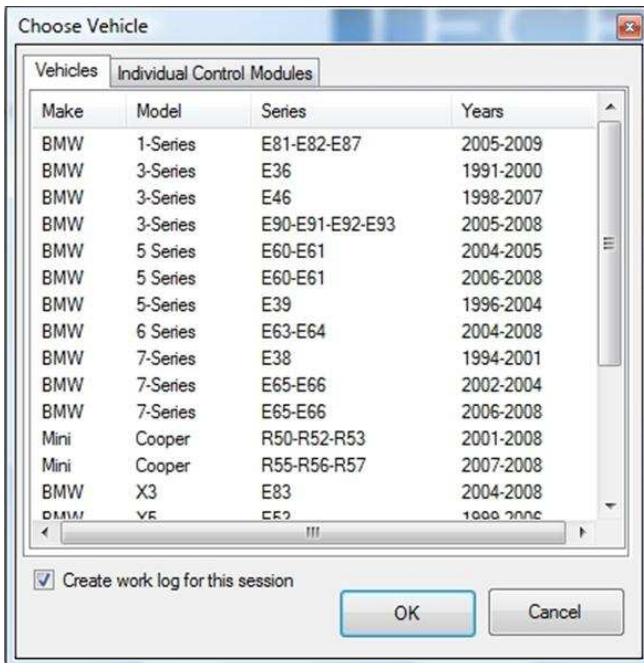 Choose Vehicle
Vehicles Individual Control Modules
Make Model Series Years
BMW 1-Series E81-E82-E87 2005-2009
BMW 3-Series E36 1991-2000
BMW 3-Series E46 1998-2007
BMW 3-Series E90-E91-E92-E93 2005-2008
BMW 5 Series E60-E61 2004-2005
BMW 5 Series E60-E61 2006-2008
BMW 5-Series E39 1996-2004
BMW 6 Series E63-E64 2004-2008
BMW 7-Series E38 1994-2001
BMW 7-Series E65-E66 2002-2004
BMW 7-Series E65-E66 2006-2008
Mini Cooper R50-R52-R53 2001-2008
Mini Cooper R55-R56-R57 2007-2008
BMW X3 E83 2004-2008
BMW X5 E53 1999-2006
Create work log for this session
OK Cancel